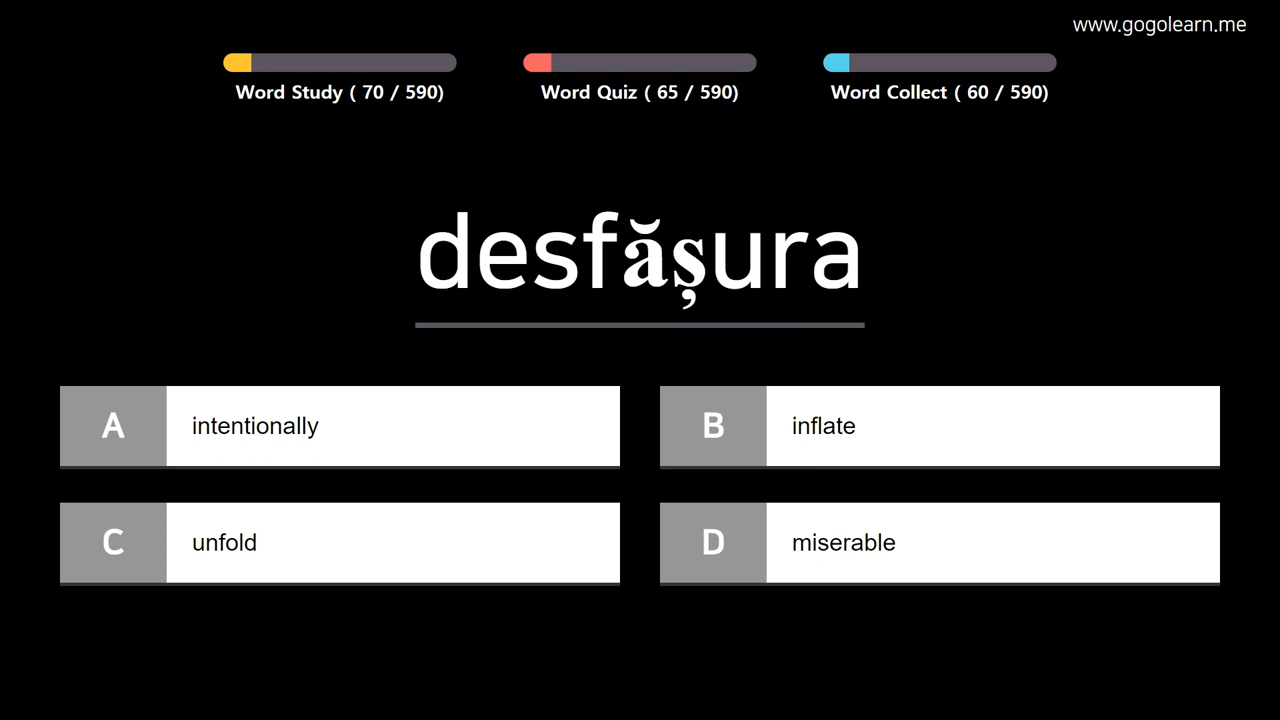 www.gogolearn.me
Word Study ( 70 / 590)
Word Quiz ( 65 / 590)
Word Collect ( 60 / 590)
desfășura
A intentionally
B inflate
C unfold
D miserable